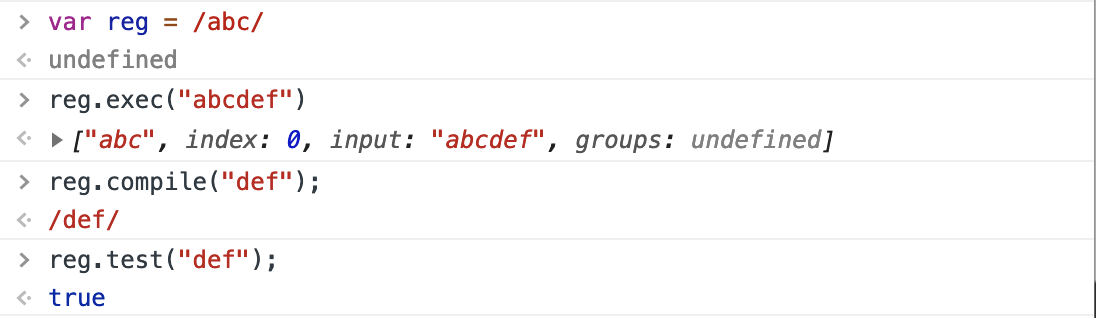 > var reg = /abc/
<· undefined
> reg.exec("abcdef")
<· ▶ ["abc", index: 0, input: "abcdef", groups: undefined]
> reg.compile("def");
<· /def/
> reg.test("def");
<· true